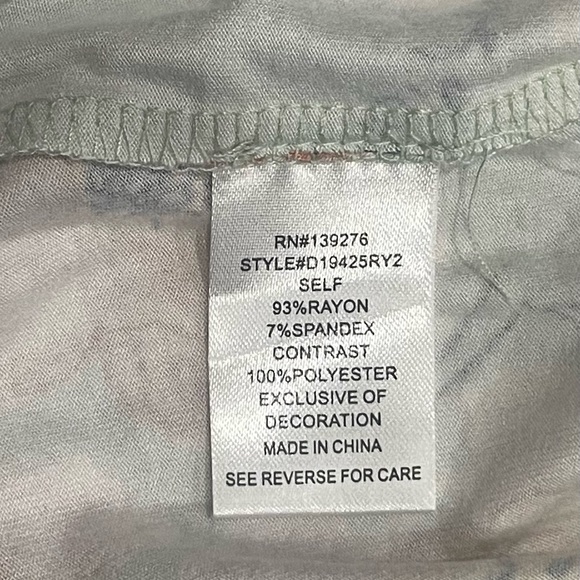 RN#139276
STYLE#D19425RY2
SELF
93%RAYON
7%SPANDEX
CONTRAST
100%POLYESTER
EXCLUSIVE OF
DECORATION
MADE IN CHINA
SEE REVERSE FOR CARE